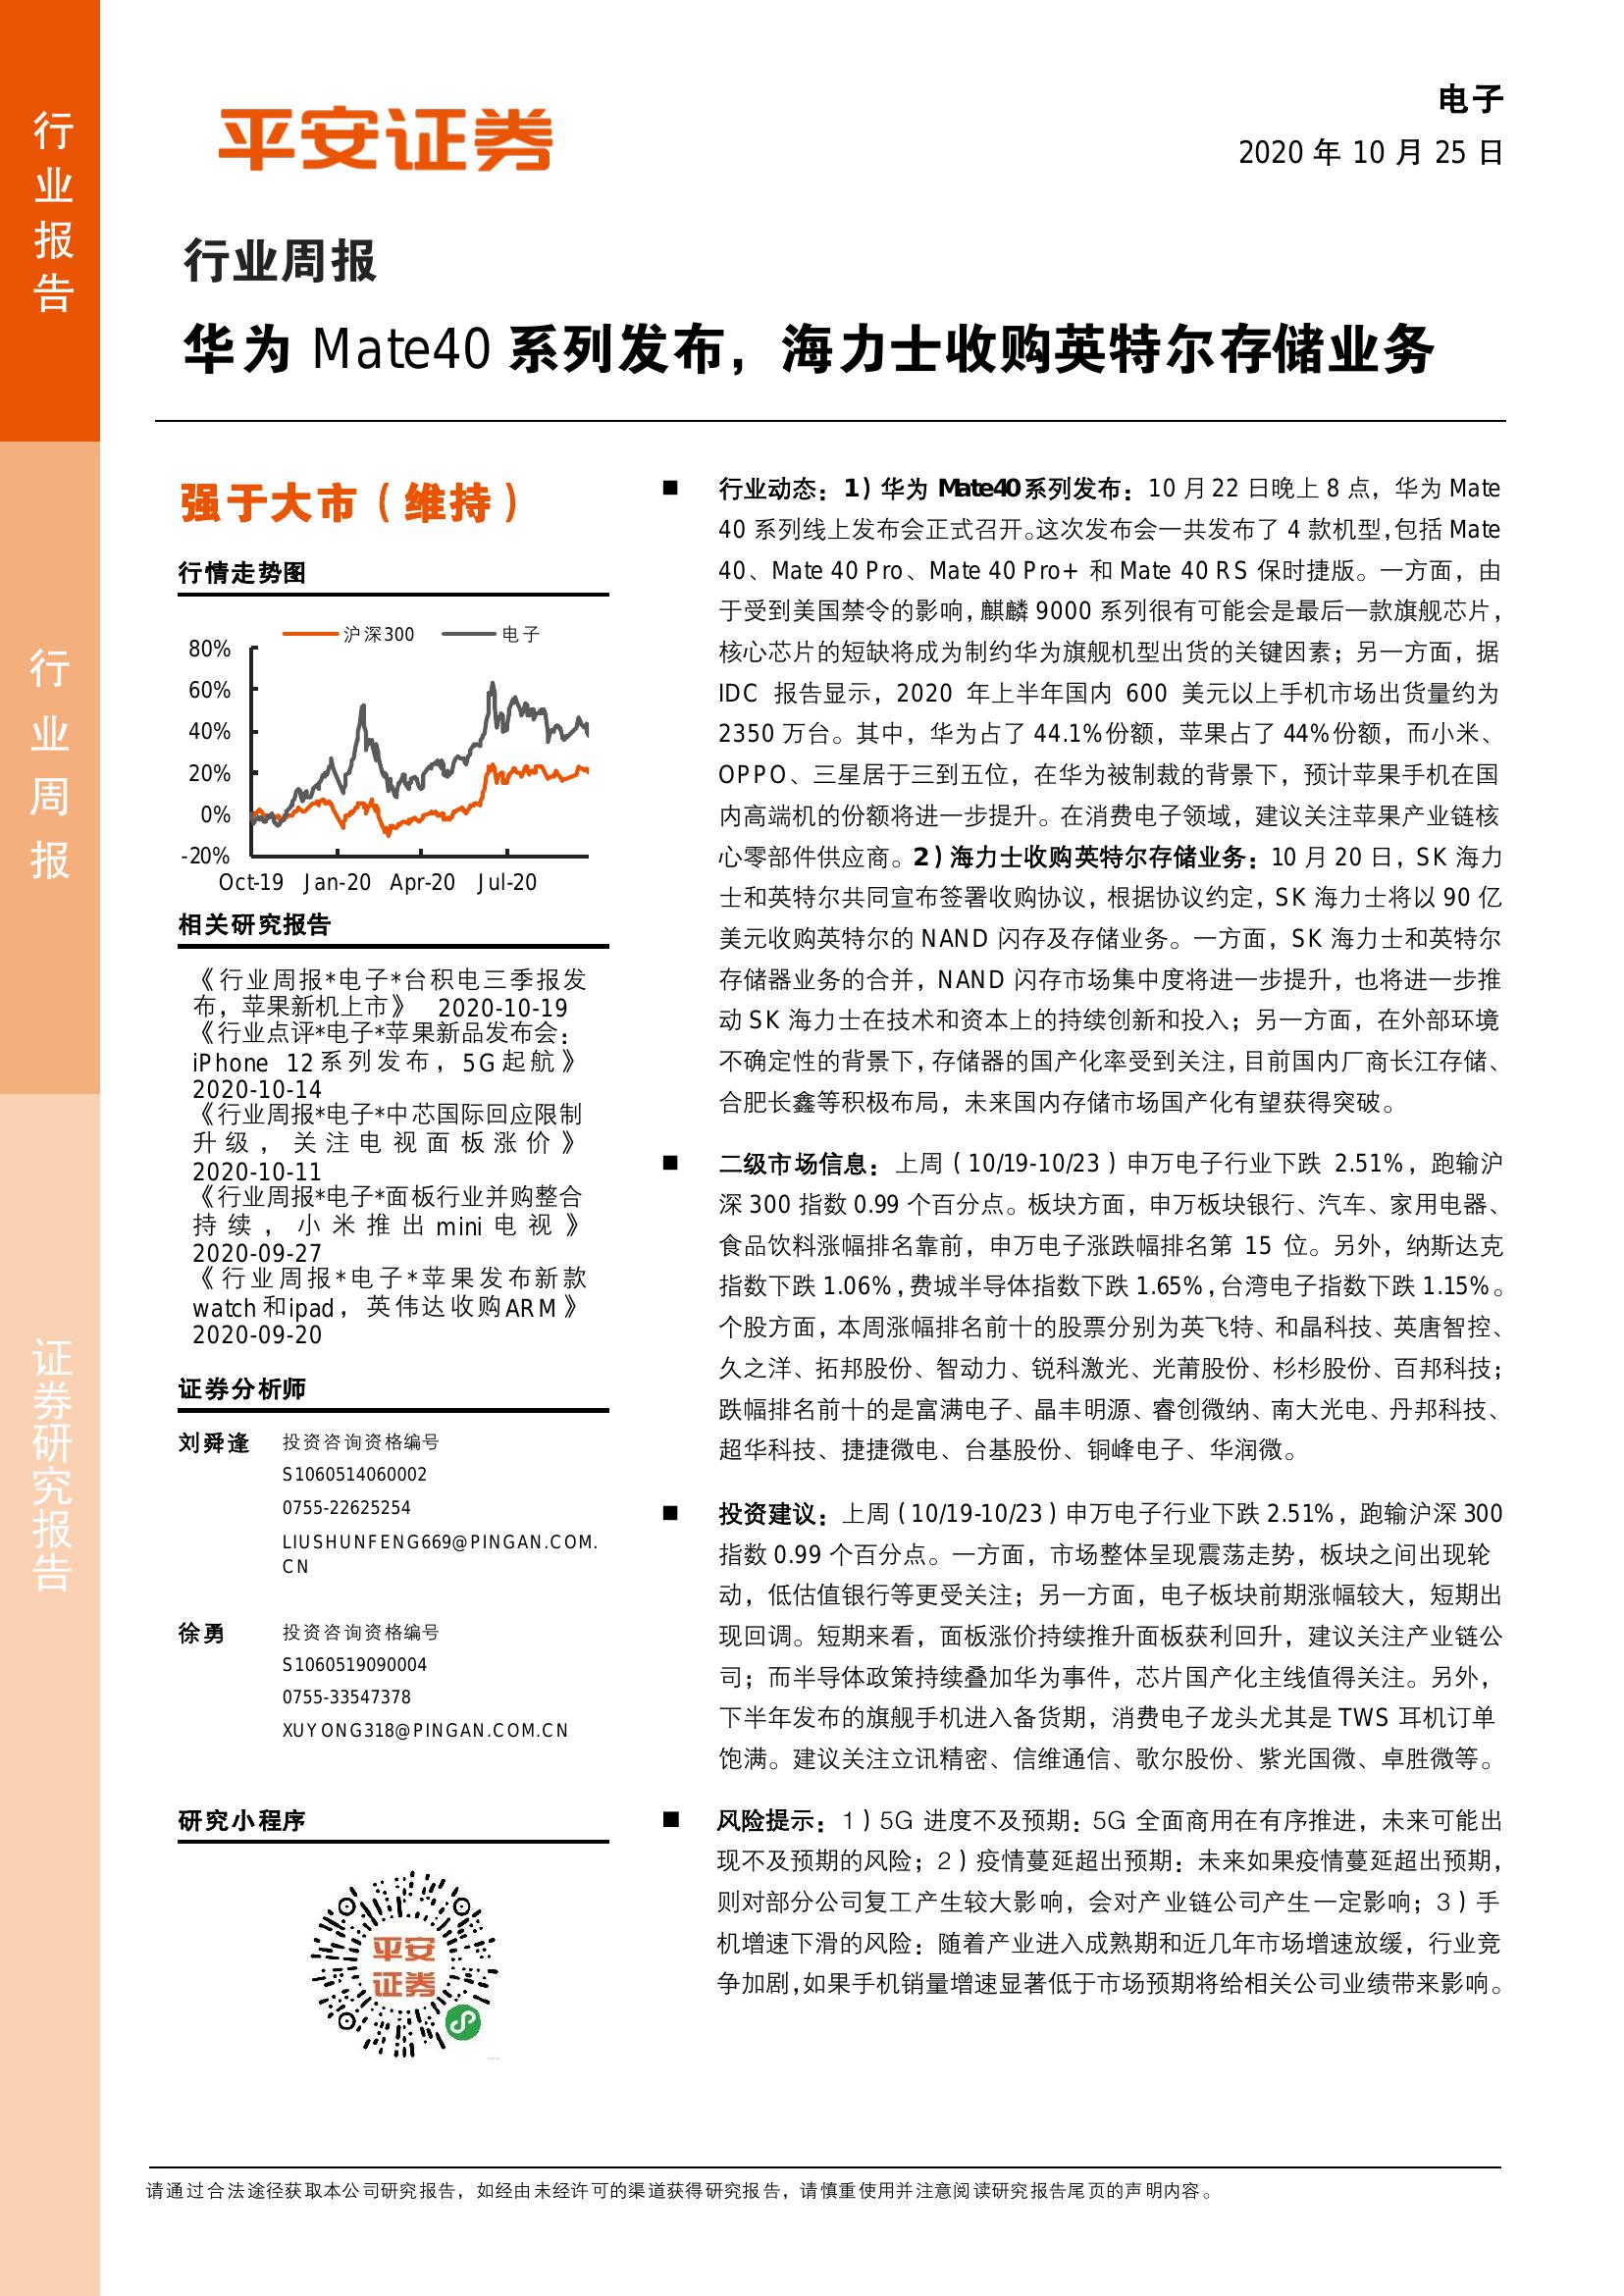 行业报告
行业周报
证券研究报告
平安证券
电子
2020 年 10 月 25 日
行业周报
华为 Mate40 系列发布，海力士收购英特尔存储业务
强于大市（维持）
行情走势图
沪深300 电子
80%
60%
40%
20%
0%
-20%
Oct-19 Jan-20 Apr-20 Jul-20
相关研究报告
《行业周报*电子*台积电三季报发
布，苹果新机上市》 2020-10-19
《行业点评*电子*苹果新品发布会：
iPhone 12系列发布，5G起航》
2020-10-14
《行业周报*电子*中芯国际回应限制
升级，关注电视面板涨价》
2020-10-11
《行业周报*电子*面板行业并购整合
持续，小米推出mini电视》
2020-09-27
《行业周报*电子*苹果发布新款
watch和ipad，英伟达收购ARM》
2020-09-20
证券分析师
刘舜逢 投资咨询资格编号
S1060514060002
0755-22625254
LIUSHUNFENG669@PINGAN.COM.
CN
徐勇 投资咨询资格编号
S1060519090004
0755-33547378
XUYONG318@PINGAN.COM.CN
研究小程序
平安
证券
■ 行业动态：1）华为 Mate40系列发布：10 月 22 日晚上 8 点，华为 Mate
40 系列线上发布会正式召开。这次发布会一共发布了 4 款机型，包括 Mate
40、Mate 40 Pro、Mate 40 Pro+ 和 Mate 40 RS 保时捷版。一方面，由
于受到美国禁令的影响，麒麟 9000 系列很有可能会是最后一款旗舰芯片，
核心芯片的短缺将成为制约华为旗舰机型出货的关键因素；另一方面，据
IDC 报告显示，2020 年上半年国内 600 美元以上手机市场出货量约为
2350 万台。其中，华为占了 44.1%份额，苹果占了 44%份额，而小米、
OPPO、三星居于三到五位，在华为被制裁的背景下，预计苹果手机在国
内高端机的份额将进一步提升。在消费电子领域，建议关注苹果产业链核
心零部件供应商。2）海力士收购英特尔存储业务：10 月 20 日，SK 海力
士和英特尔共同宣布签署收购协议，根据协议约定，SK 海力士将以 90 亿
美元收购英特尔的 NAND 闪存及存储业务。一方面，SK 海力士和英特尔
存储器业务的合并，NAND 闪存市场集中度将进一步提升，也将进一步推
动 SK 海力士在技术和资本上的持续创新和投入；另一方面，在外部环境
不确定性的背景下，存储器的国产化率受到关注，目前国内厂商长江存储、
合肥长鑫等积极布局，未来国内存储市场国产化有望获得突破。
■ 二级市场信息：上周（10/19-10/23）申万电子行业下跌 2.51%，跑输沪
深 300 指数 0.99 个百分点。板块方面，申万板块银行、汽车、家用电器、
食品饮料涨幅排名靠前，申万电子涨跌幅排名第 15 位。另外，纳斯达克
指数下跌 1.06%，费城半导体指数下跌 1.65%，台湾电子指数下跌 1.15%。
个股方面，本周涨幅排名前十的股票分别为英飞特、和晶科技、英唐智控、
久之洋、拓邦股份、智动力、锐科激光、光莆股份、杉杉股份、百邦科技；
跌幅排名前十的是富满电子、晶丰明源、睿创微纳、南大光电、丹邦科技、
超华科技、捷捷微电、台基股份、铜峰电子、华润微。
■ 投资建议：上周（10/19-10/23）申万电子行业下跌 2.51%，跑输沪深 300
指数 0.99 个百分点。一方面，市场整体呈现震荡走势，板块之间出现轮
动，低估值银行等更受关注；另一方面，电子板块前期涨幅较大，短期出
现回调。短期来看，面板涨价持续推升面板获利回升，建议关注产业链公
司；而半导体政策持续叠加华为事件，芯片国产化主线值得关注。另外，
下半年发布的旗舰手机进入备货期，消费电子龙头尤其是 TWS 耳机订单
饱满。建议关注立讯精密、信维通信、歌尔股份、紫光国微、卓胜微等。
■ 风险提示：1）5G 进度不及预期：5G 全面商用在有序推进，未来可能出
现不及预期的风险；2）疫情蔓延超出预期：未来如果疫情蔓延超出预期，
则对部分公司复工产生较大影响，会对产业链公司产生一定影响；3）手
机增速下滑的风险：随着产业进入成熟期和近几年市场增速放缓，行业竞
争加剧，如果手机销量增速显著低于市场预期将给相关公司业绩带来影响。
请通过合法途径获取本公司研究报告，如经由未经许可的渠道获得研究报告，请慎重使用并注意阅读研究报告尾页的声明内容。